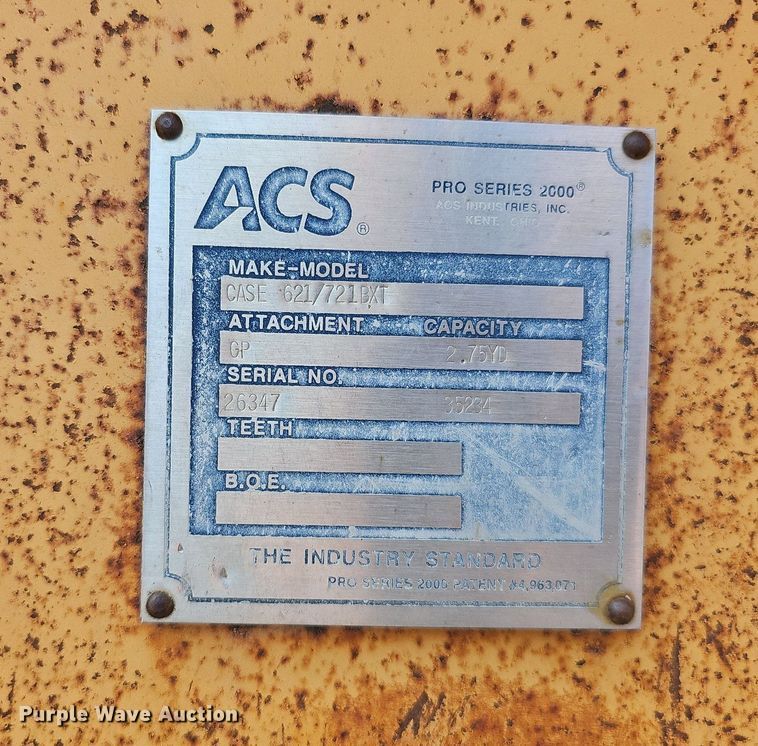 ACS®
PRO SERIES 2000®
ACS INDUSTRIES, INC.
KENT, OHIO
MAKE-MODEL
CASE 621/721BXT
ATTACHMENT CAPACITY
GP 2.75YD
SERIAL NO.
26347 35234
TEETH
B.O.E.
THE INDUSTRY STANDARD
PRO SERIES 2000 PATENT #4,963,071
Purple Wave Auction